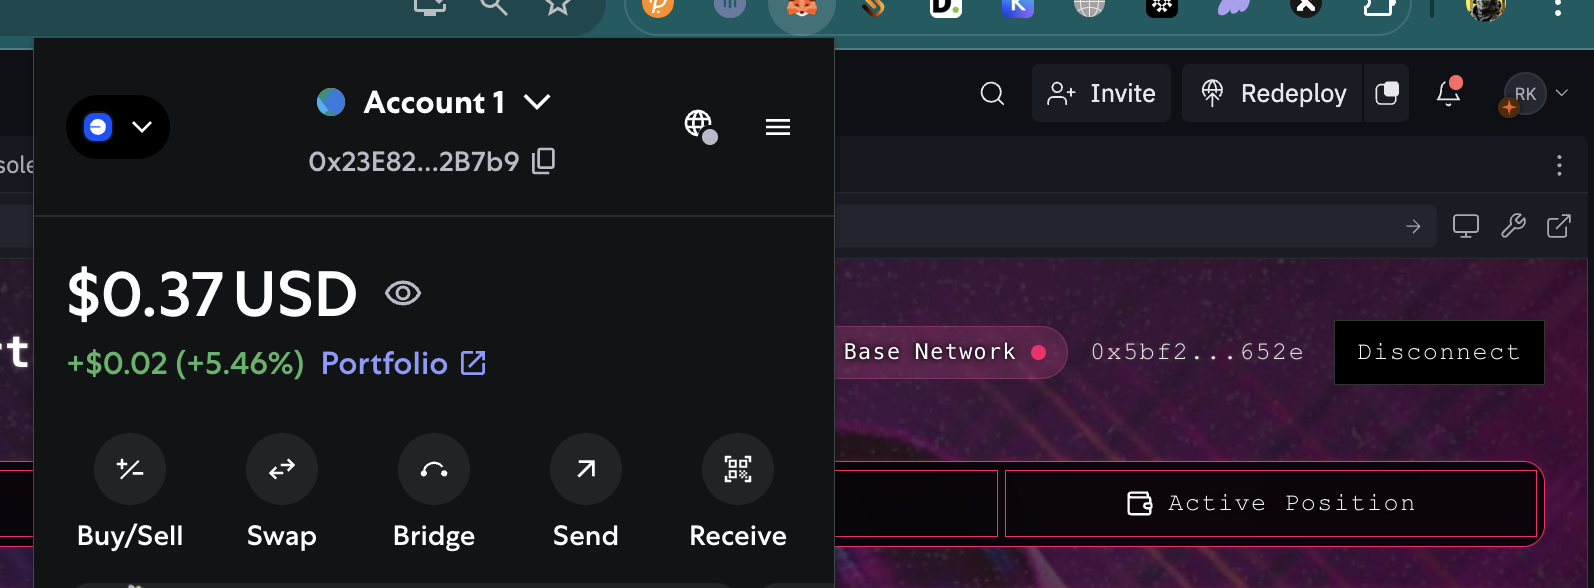 Account 1
0x23E82...2B7b9
Invite
Redeploy
RK
sole
$0.37 USD
+$0.02 (+5.46%) Portfolio
rt
Base Network
0x5bf2...652e
Disconnect
Buy/Sell
Swap
Bridge
Send
Receive
Active Position